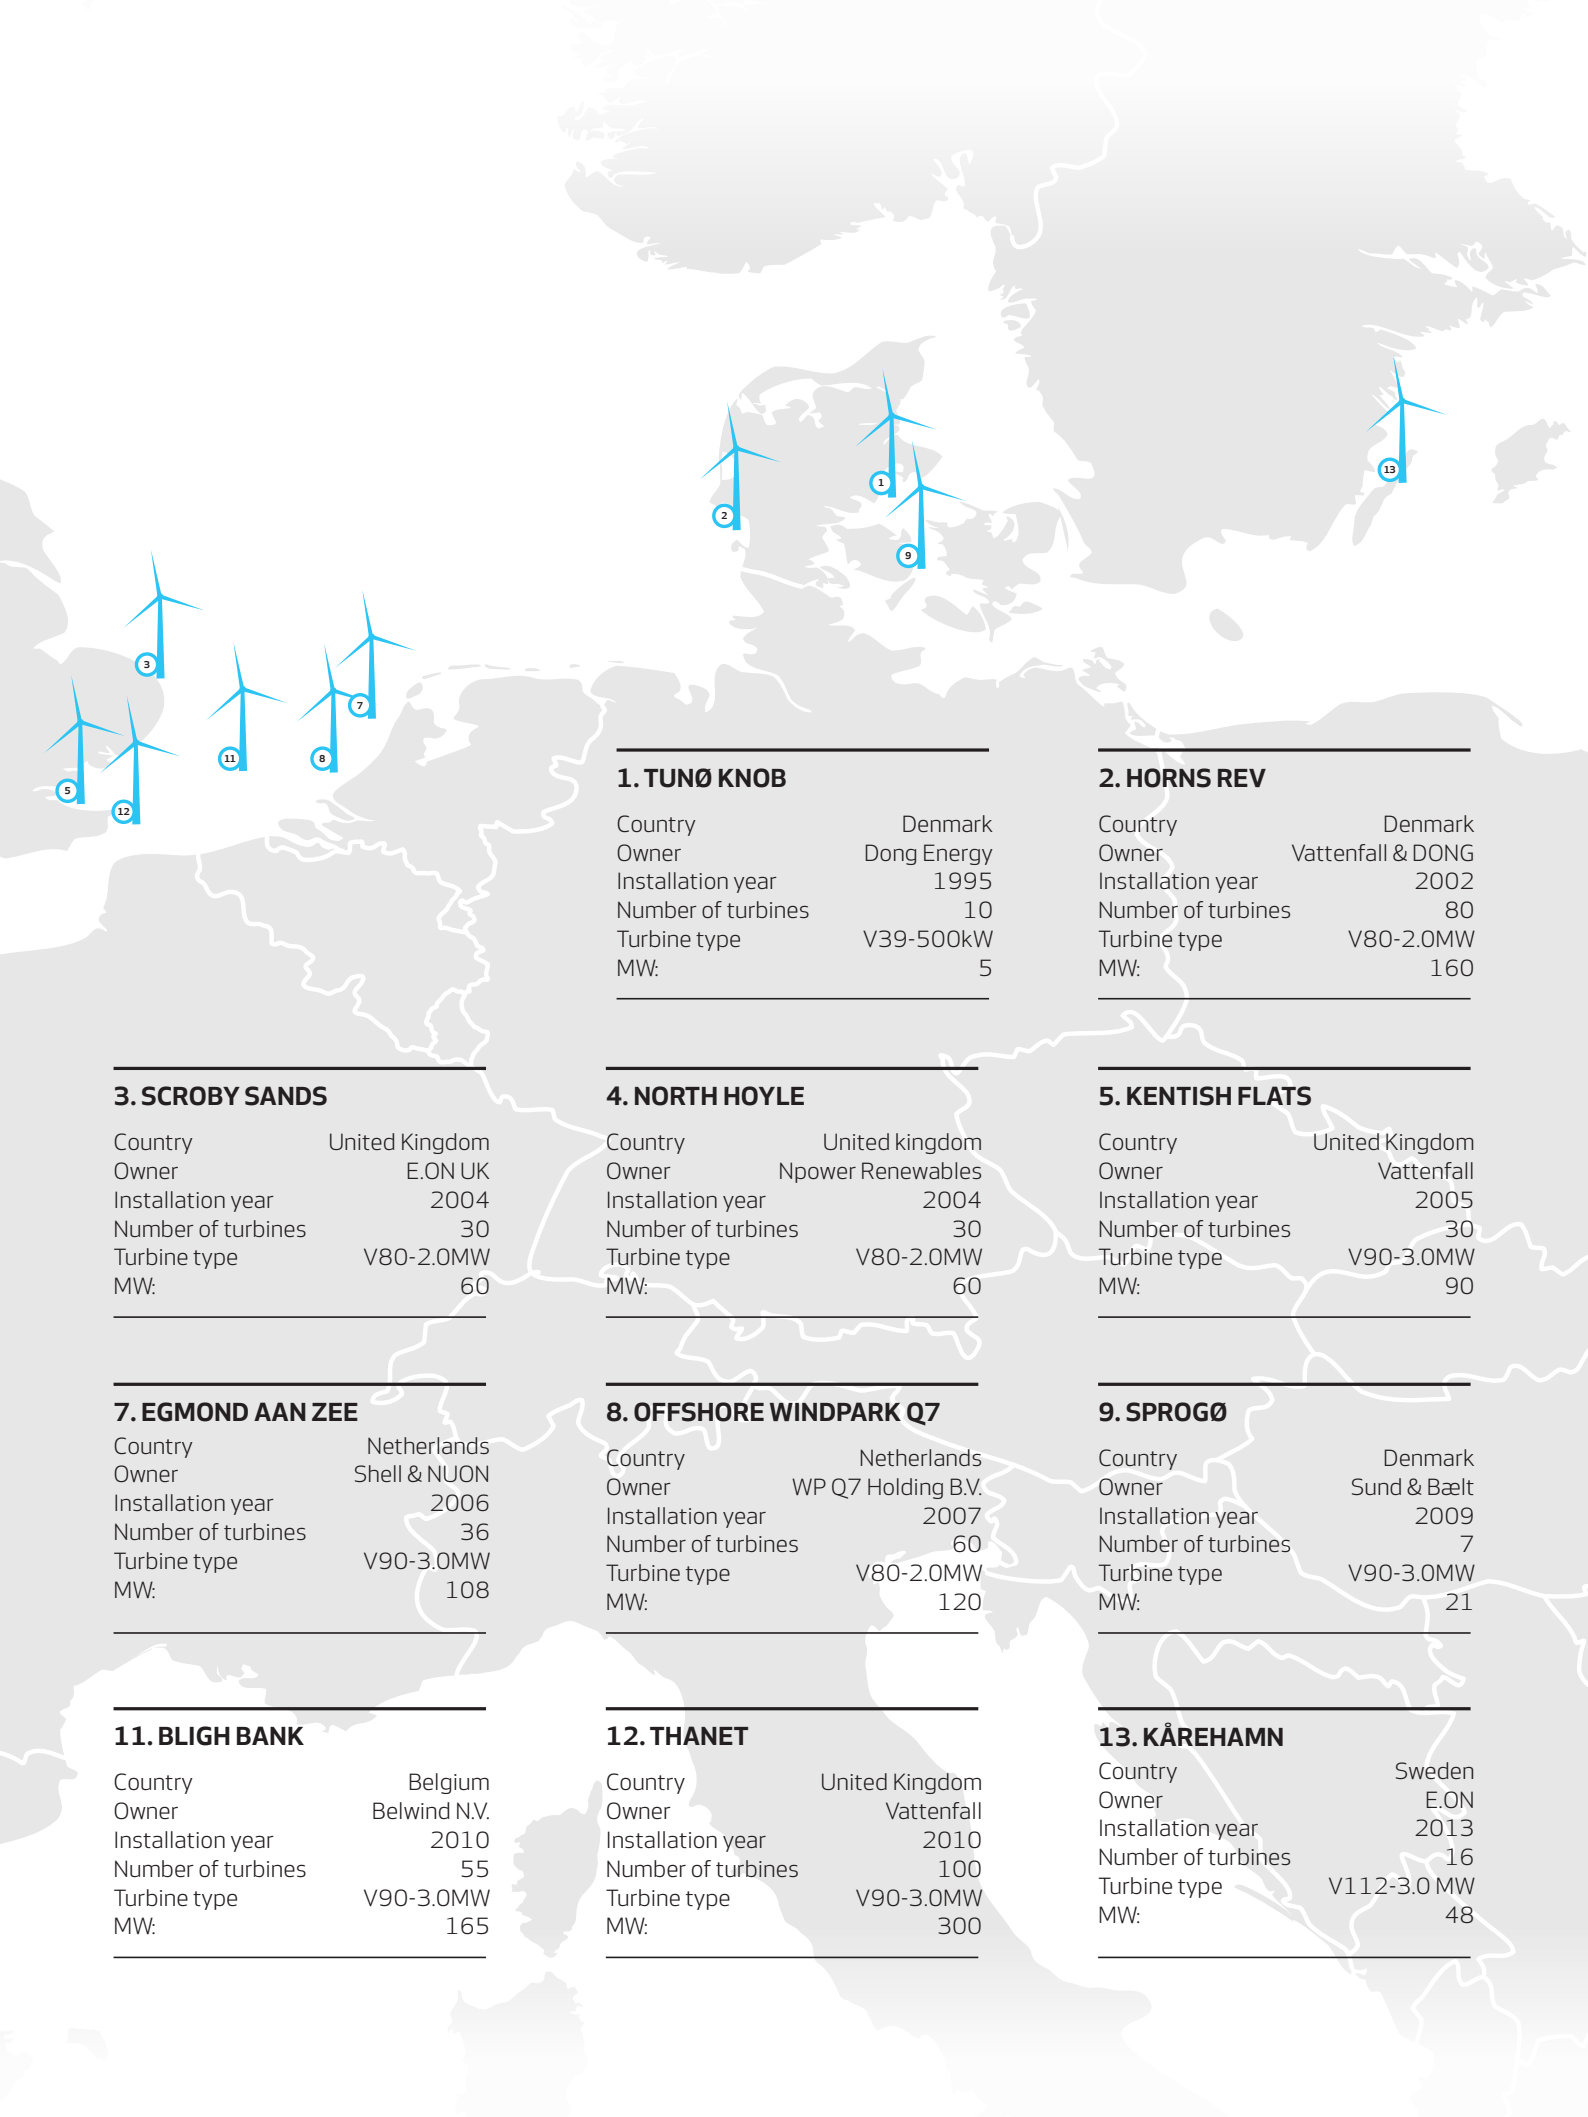 13
1
2
9
3
7
11
8
5
12
1. TUNØ KNOB
Country Denmark
Owner Dong Energy
Installation year 1995
Number of turbines 10
Turbine type V39-500kW
MW: 5
2. HORNS REV
Country Denmark
Owner Vattenfall & DONG
Installation year 2002
Number of turbines 80
Turbine type V80-2.0MW
MW: 160
3. SCROBY SANDS
Country United Kingdom
Owner E.ON UK
Installation year 2004
Number of turbines 30
Turbine type V80-2.0MW
MW: 60
4. NORTH HOYLE
Country United kingdom
Owner Npower Renewables
Installation year 2004
Number of turbines 30
Turbine type V80-2.0MW
MW: 60
5. KENTISH FLATS
Country United Kingdom
Owner Vattenfall
Installation year 2005
Number of turbines 30
Turbine type V90-3.0MW
MW: 90
7. EGMOND AAN ZEE
Country Netherlands
Owner Shell & NUON
Installation year 2006
Number of turbines 36
Turbine type V90-3.0MW
MW: 108
8. OFFSHORE WINDPARK Q7
Country Netherlands
Owner WP Q7 Holding B.V.
Installation year 2007
Number of turbines 60
Turbine type V80-2.0MW
MW: 120
9. SPROGØ
Country Denmark
Owner Sund & Bælt
Installation year 2009
Number of turbines 7
Turbine type V90-3.0MW
MW: 21
11. BLIGH BANK
Country Belgium
Owner Belwind N.V.
Installation year 2010
Number of turbines 55
Turbine type V90-3.0MW
MW: 165
12. THANET
Country United Kingdom
Owner Vattenfall
Installation year 2010
Number of turbines 100
Turbine type V90-3.0MW
MW: 300
13. KÅREHAMN
Country Sweden
Owner E.ON
Installation year 2013
Number of turbines 16
Turbine type V112-3.0 MW
MW: 48